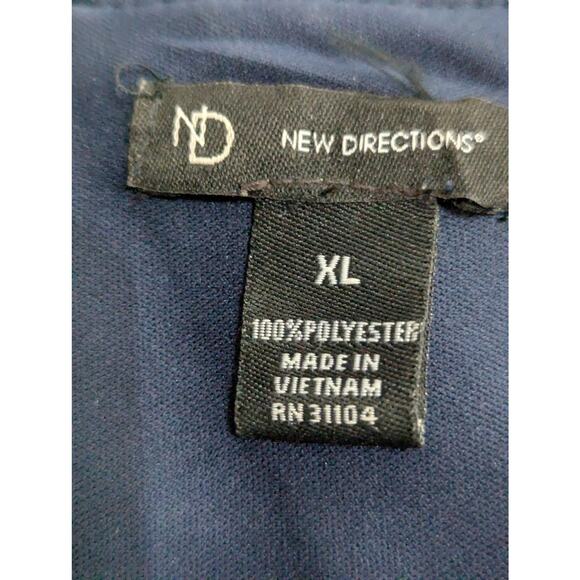 ND NEW DIRECTIONS®
XL
100%POLYESTER
MADE IN
VIETNAM
RN 31104